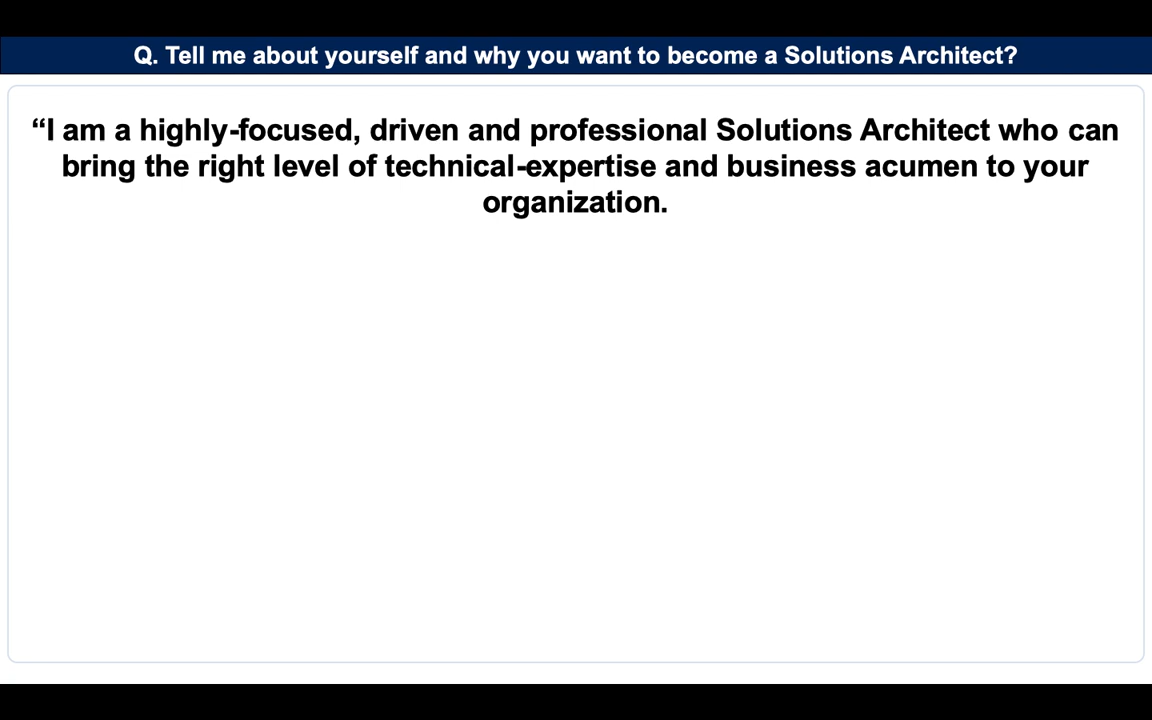 Q. Tell me about yourself and why you want to become a Solutions Architect?
“I am a highly-focused, driven and professional Solutions Architect who can
bring the right level of technical-expertise and business acumen to your
organization.